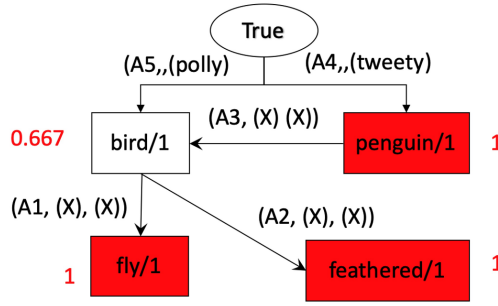 True
(A5,,(polly)
(A4,,(tweety)
0.667
bird/1
(A3, (X) (X))
penguin/1
1
(A1, (X), (X))
(A2, (X), (X))
1
fly/1
feathered/1
1